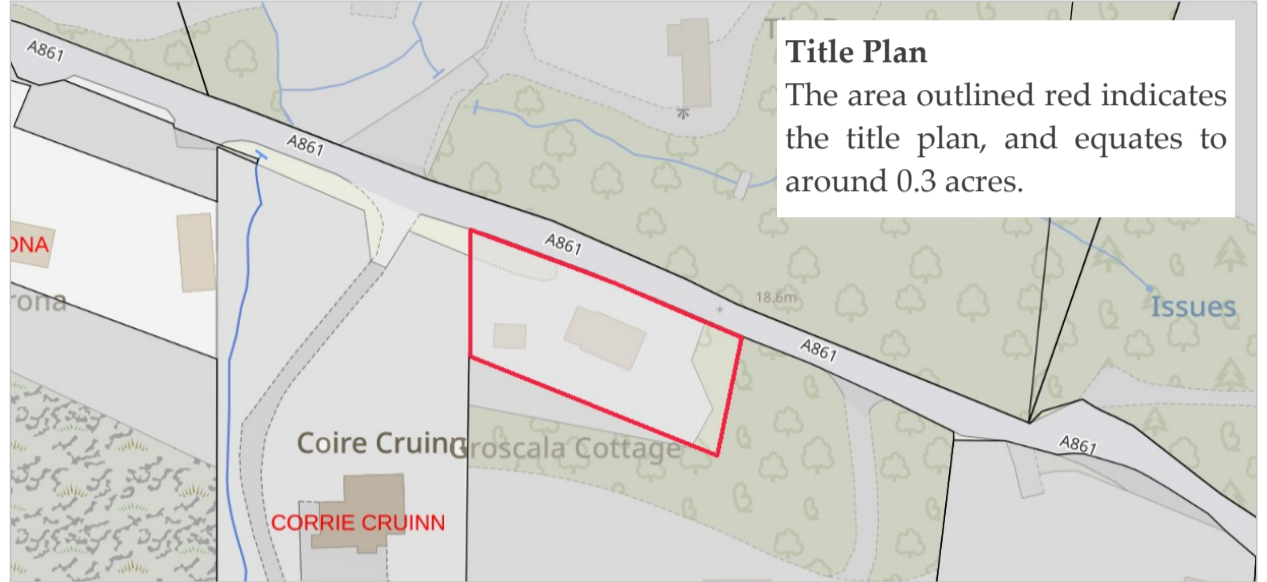 A861
Title Plan
The area outlined red indicates
the title plan, and equates to
around 0.3 acres.
A861
A861
ONA
rona
18.6m
Issues
A861
Coire Cruinn
Groscala Cottage
A861
CORRIE CRUINN